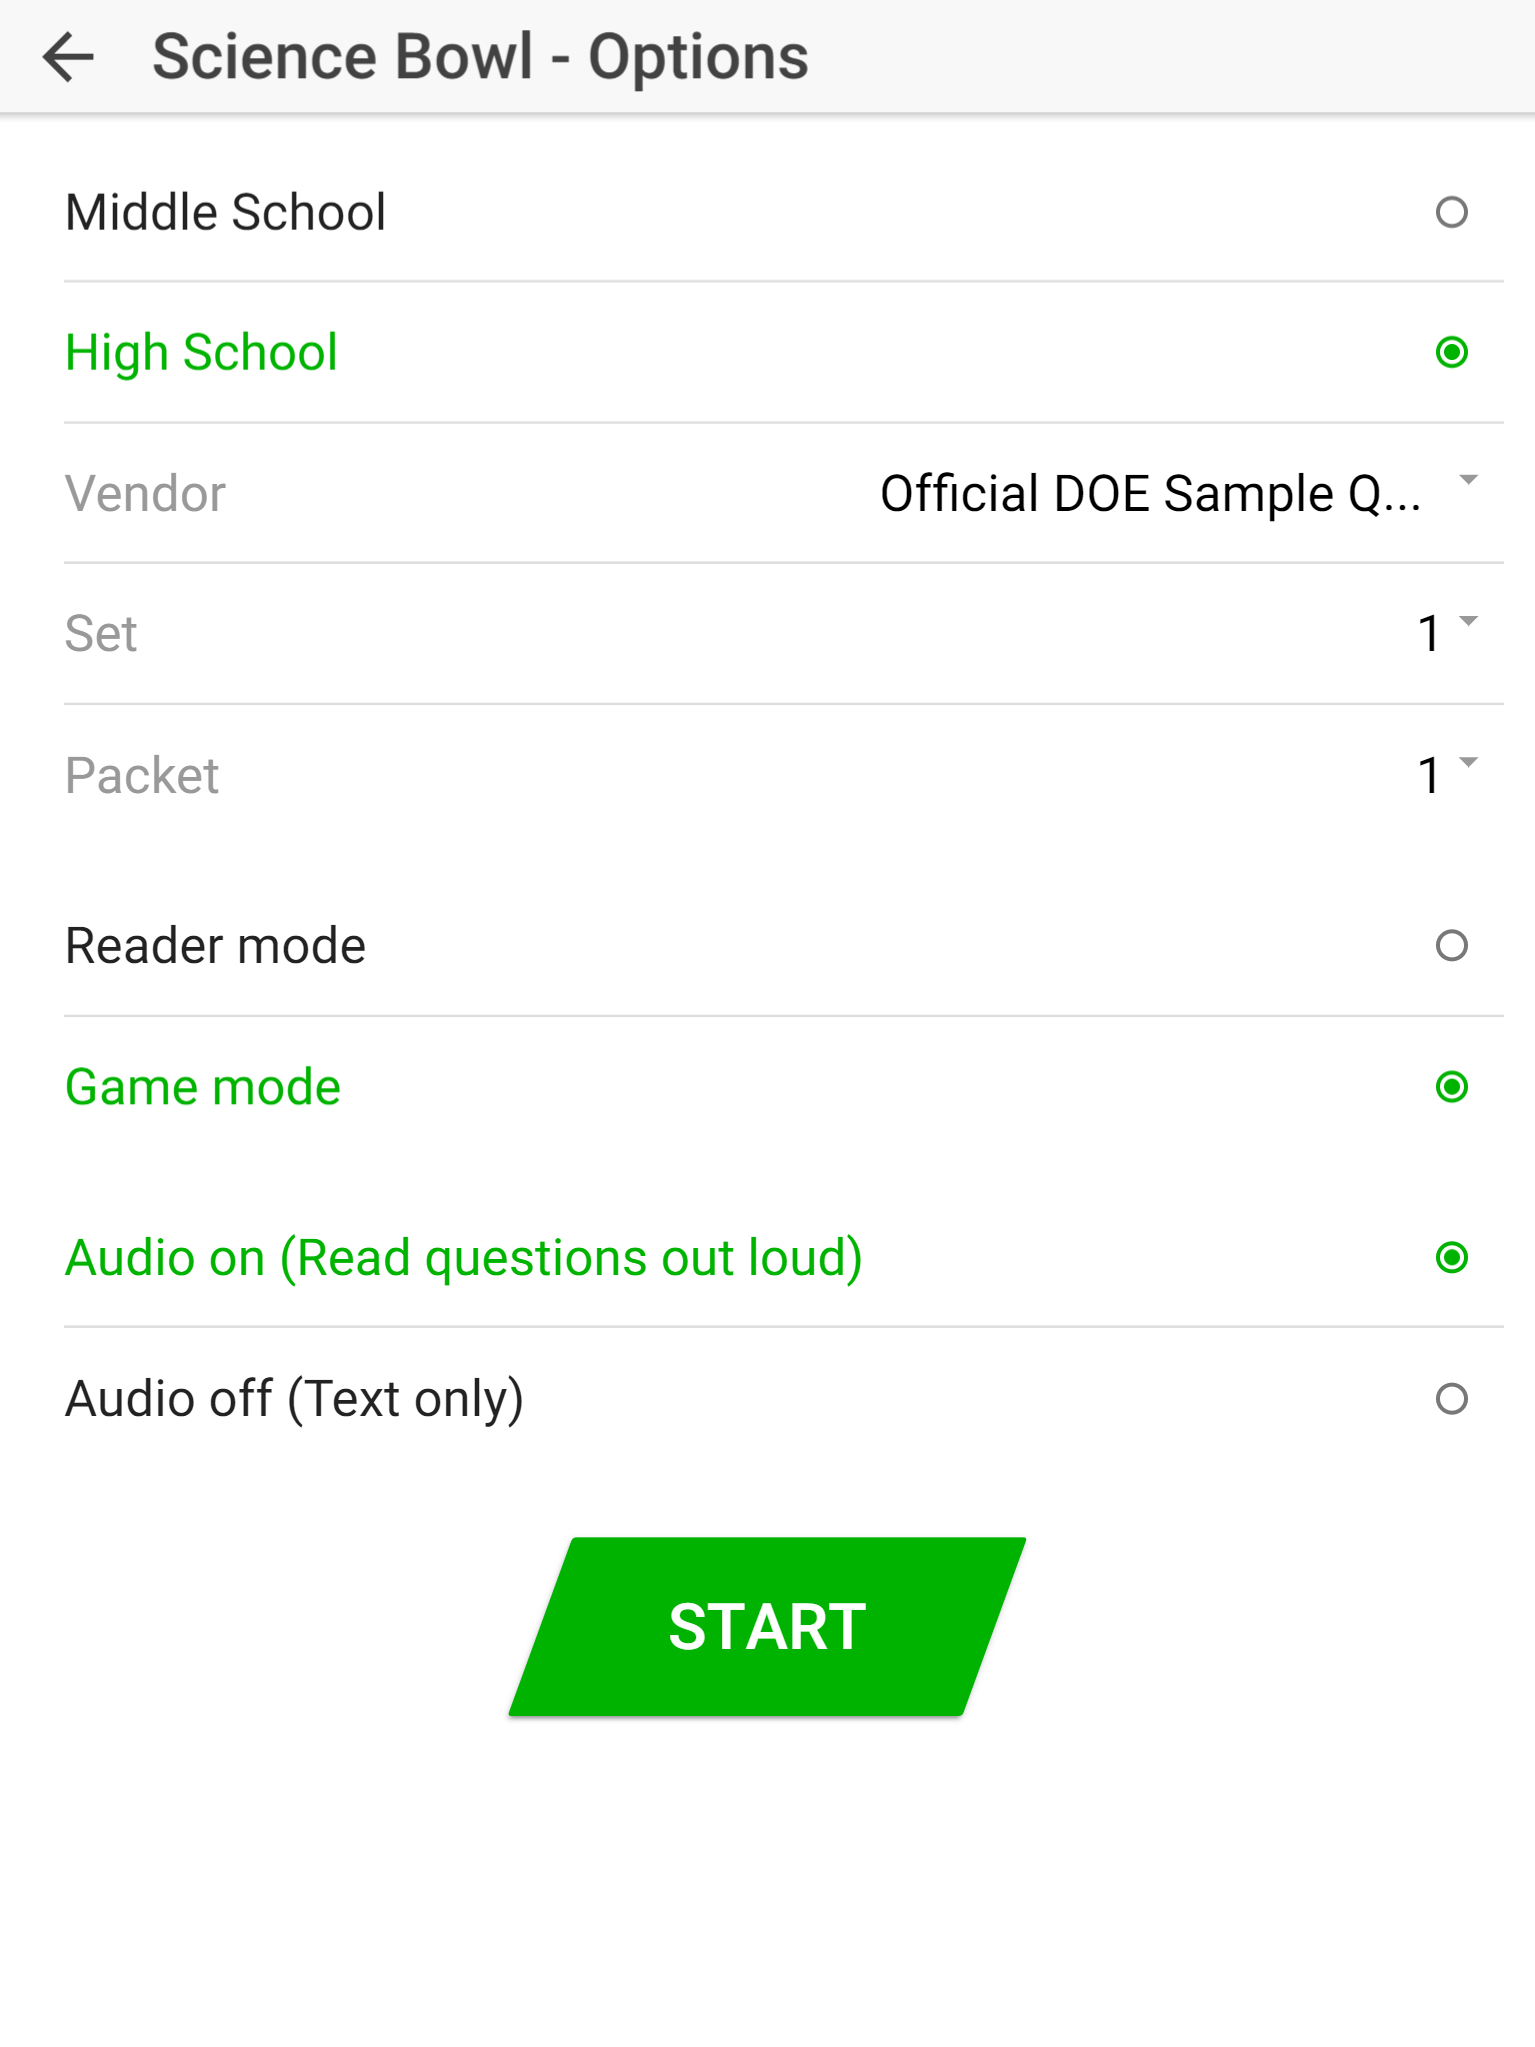 Science Bowl - Options
Middle School
High School
Vendor Official DOE Sample Q...
Set 1
Packet 1
Reader mode
Game mode
Audio on (Read questions out loud)
Audio off (Text only)
START